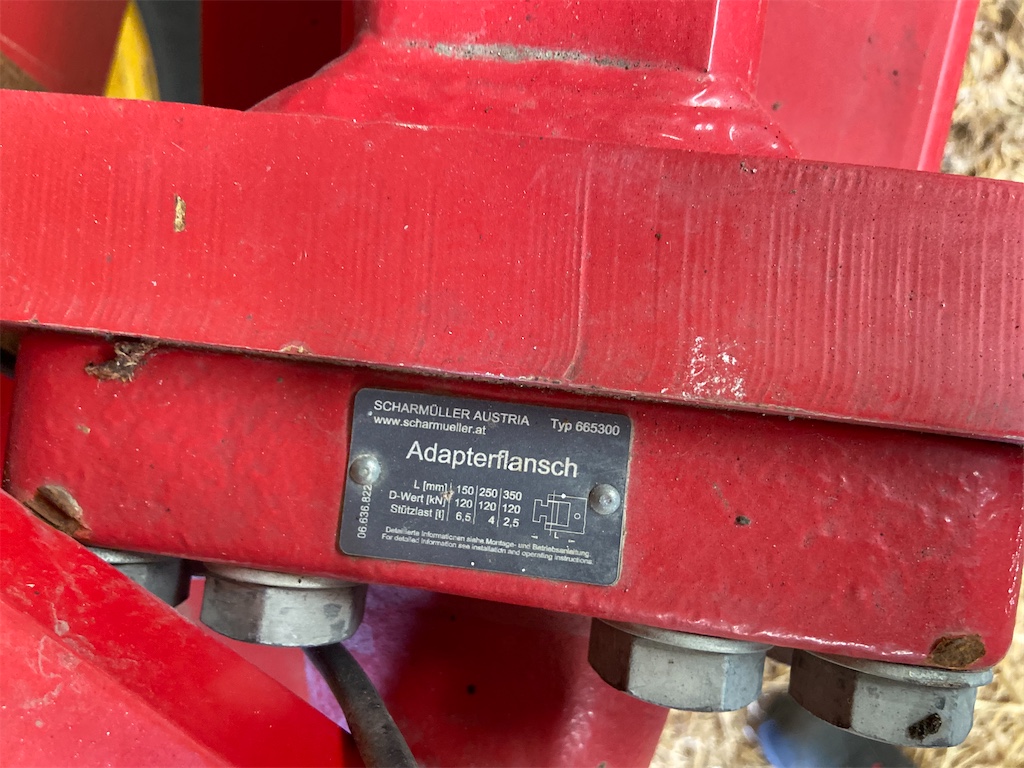 SCHARMÜLLER AUSTRIA
www.scharmueller.at
Typ 665300
Adapterflansch
L [mm] 150 250 350
D-Wert [kN] 120 120 120
Stützlast [t] 6,5 4 2,5
L
06.636.822
Detailierte Informationen siehe Montage- und Betriebsanleitung.
For detailed information see installation and operating instructions.